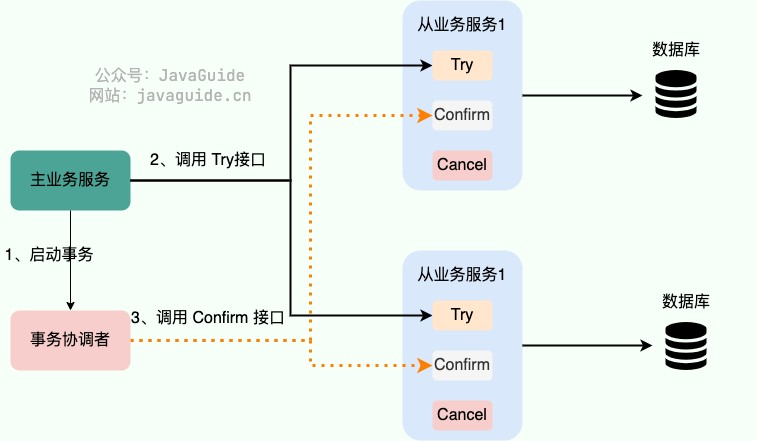 从业务服务1
Try
Confirm
Cancel
数据库
公众号：JavaGuide
网站：javaguide.cn
主业务服务
2、调用 Try接口
1、启动事务
事务协调者
3、调用 Confirm 接口
从业务服务1
Try
Confirm
Cancel
数据库